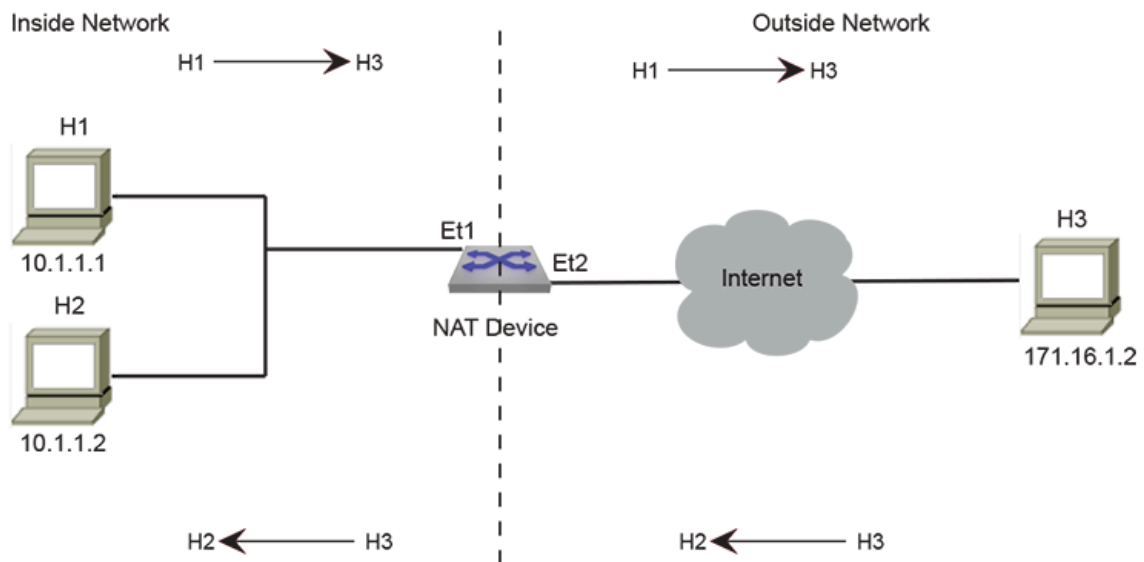 Inside Network
Outside Network
H1 H3
H1 H3
H1
10.1.1.1
H2
10.1.1.2
Et1
Et2
NAT Device
Internet
H3
171.16.1.2
H2 H3
H2 H3